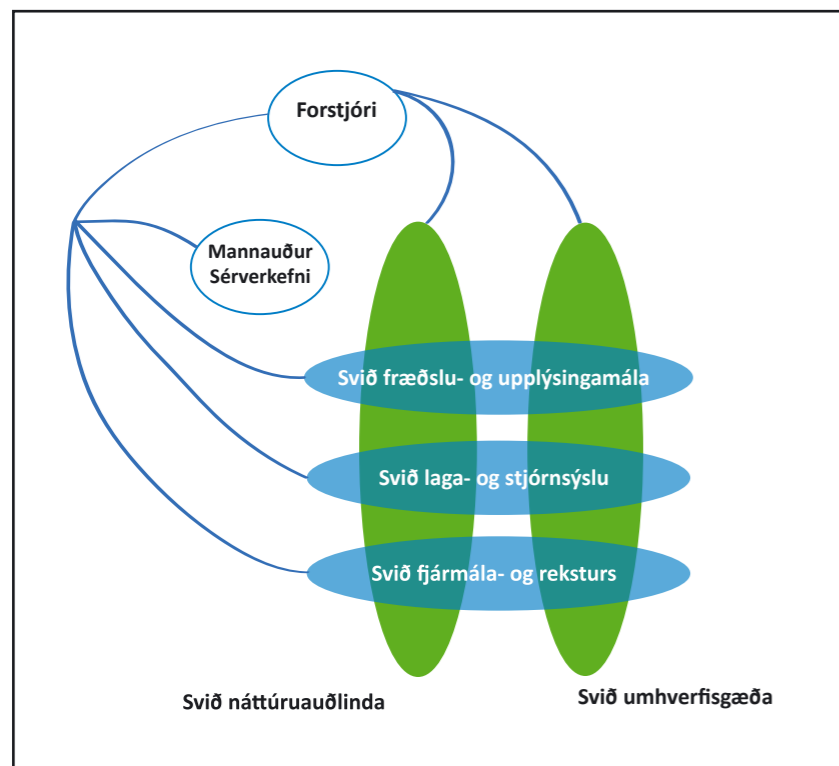 Forstjóri
Mannauður
Sérverkefni
Svið fræðslu- og upplýsingamála
Svið laga- og stjórnsýslu
Svið fjármála- og reksturs
Svið náttúruauðlinda
Svið umhverfisgæða